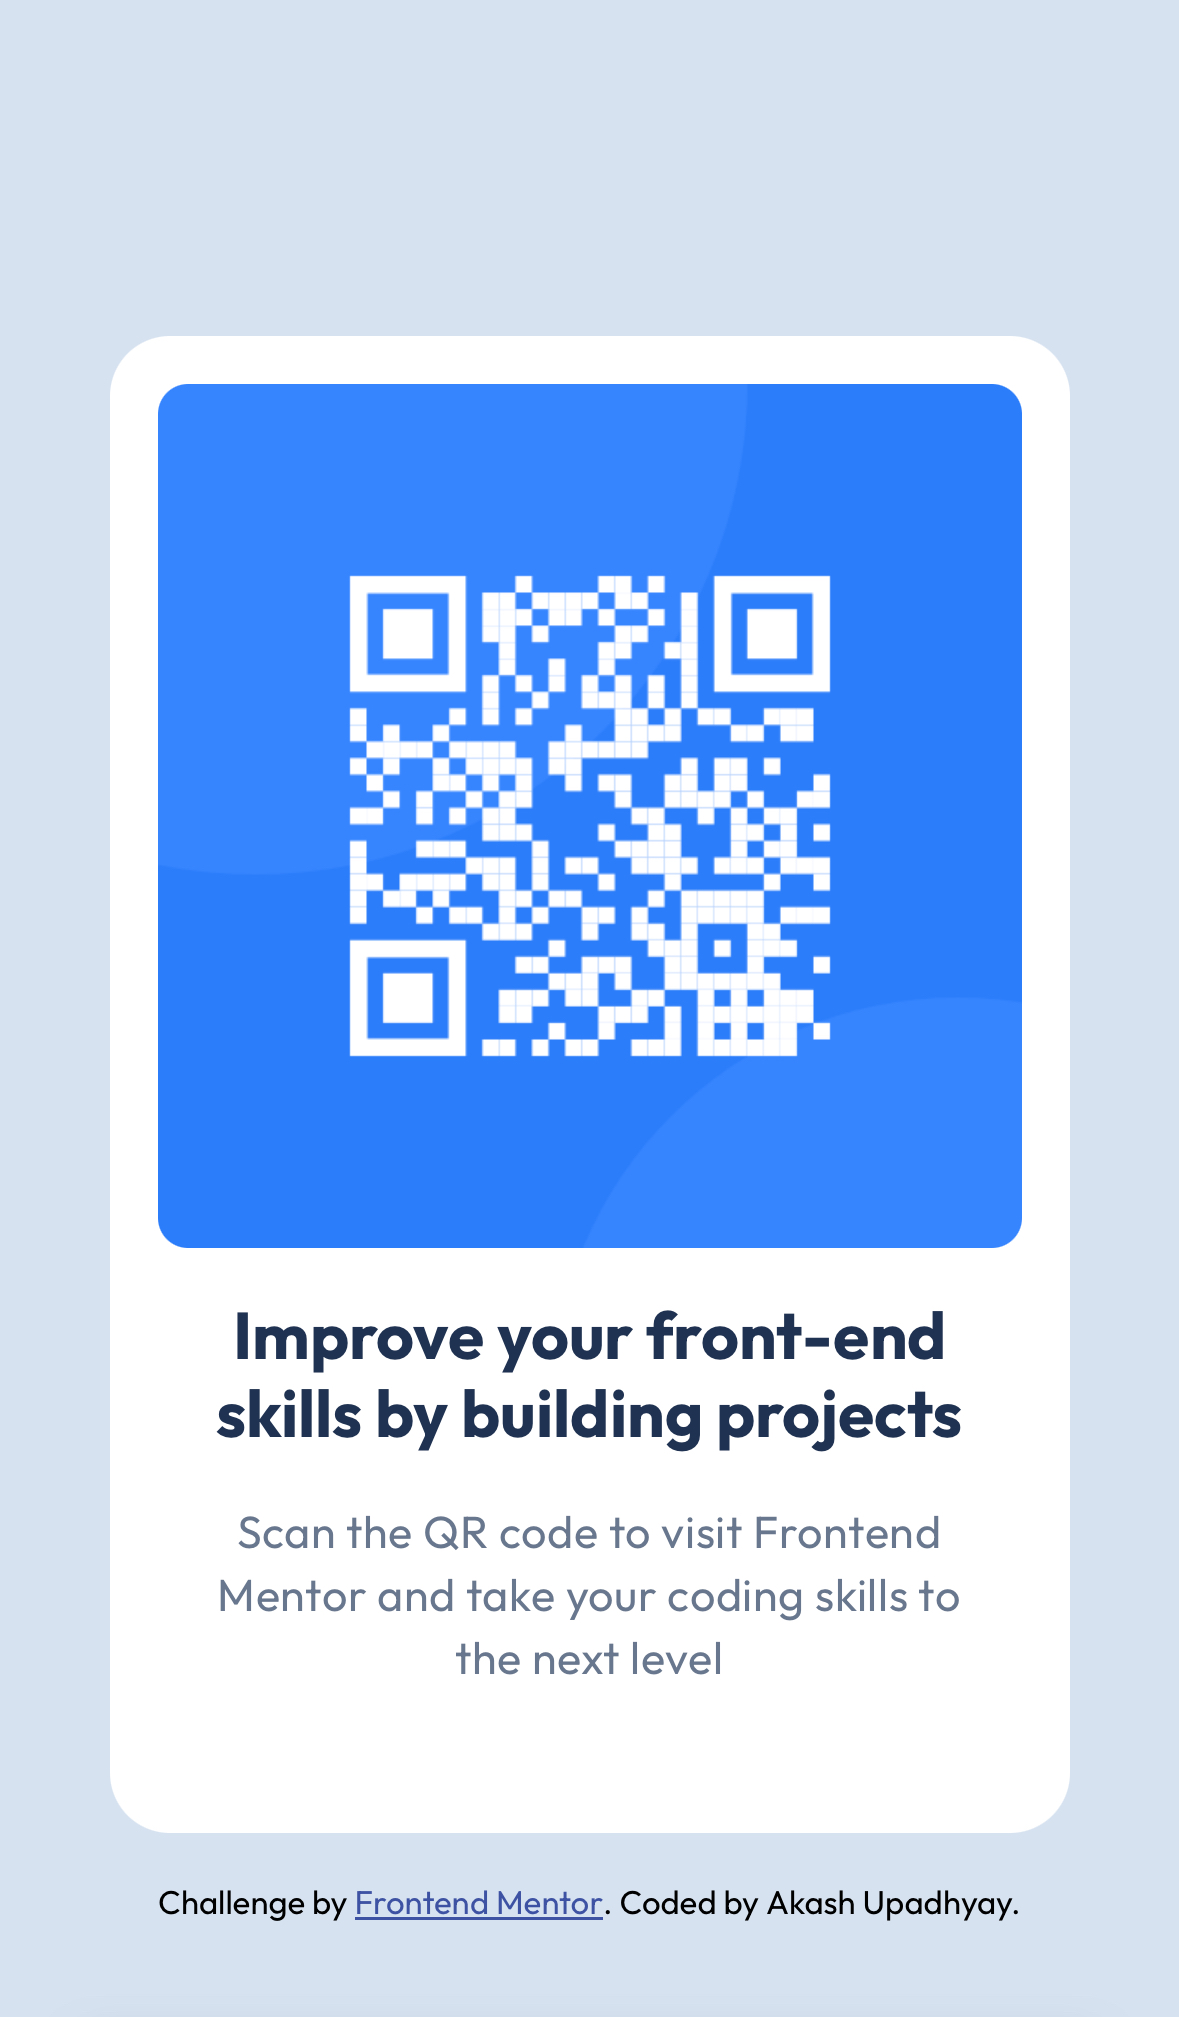 Improve your front-end
skills by building projects
Scan the QR code to visit Frontend
Mentor and take your coding skills to
the next level
Challenge by Frontend Mentor. Coded by Akash Upadhyay.